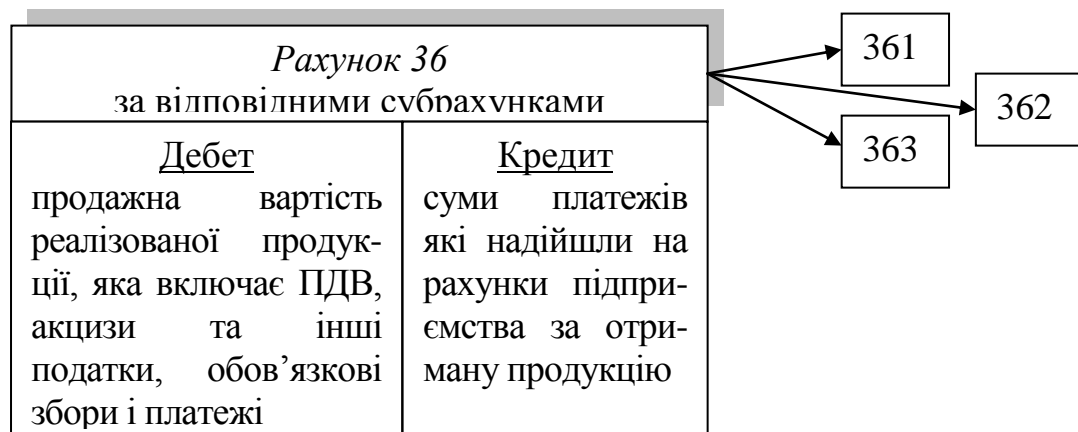 Рахунок 36
за відповідними субрахунками
361
362
363
Дебет
продажна вартість
реалізованої продук-
ції, яка включає ПДВ,
акцизи та інші
податки, обов’язкові
збори і платежі
Кредит
суми платежів
які надійшли на
рахунки підпри-
ємства за отри-
ману продукцію